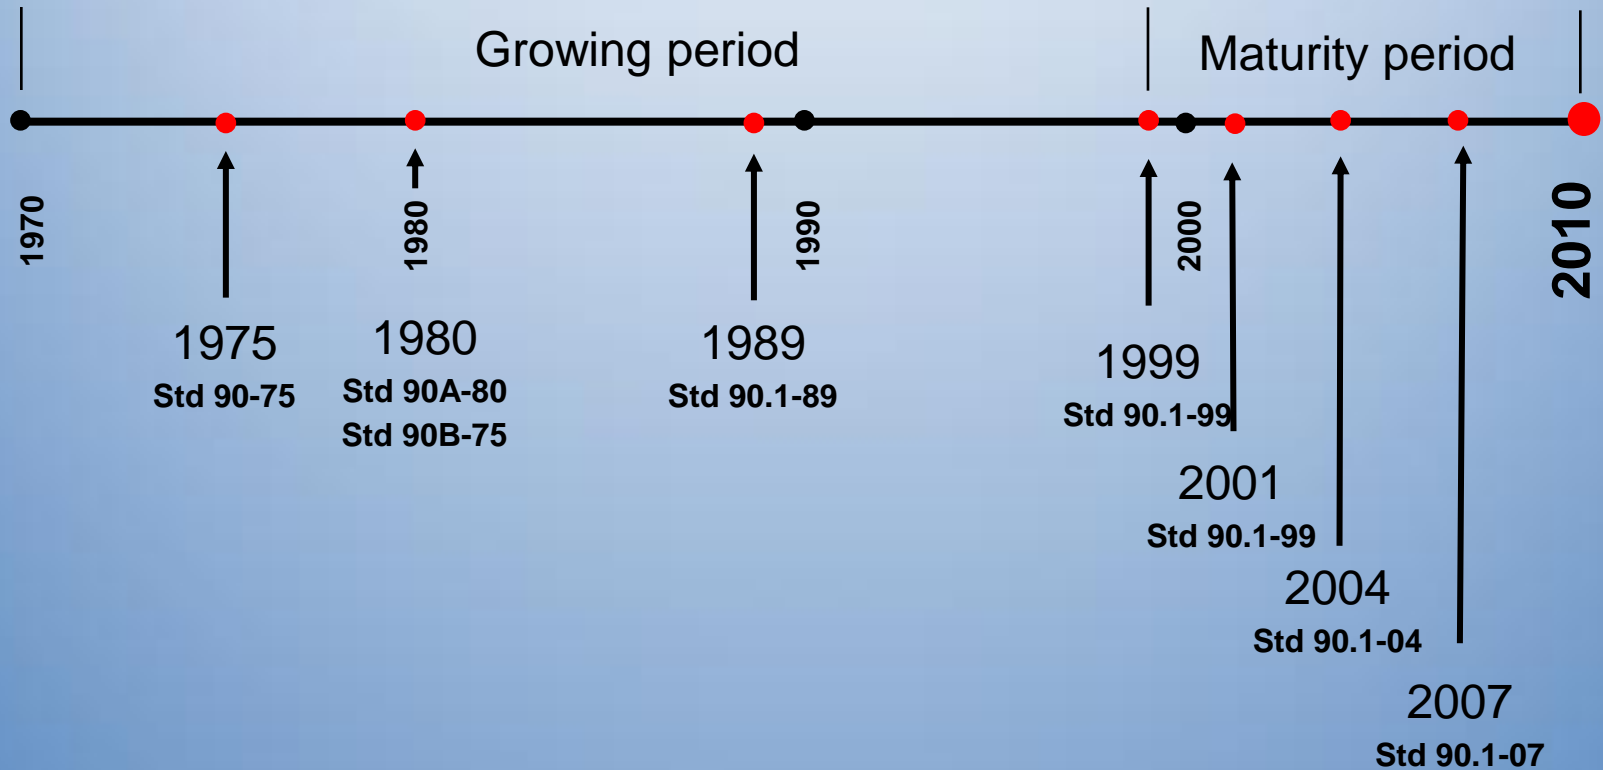 Growing period
Maturity period
1970
1980
1990
2000
2010
1975
Std 90-75
1980
Std 90A-80
Std 90B-75
1989
Std 90.1-89
1999
Std 90.1-99
2001
Std 90.1-99
2004
Std 90.1-04
2007
Std 90.1-07